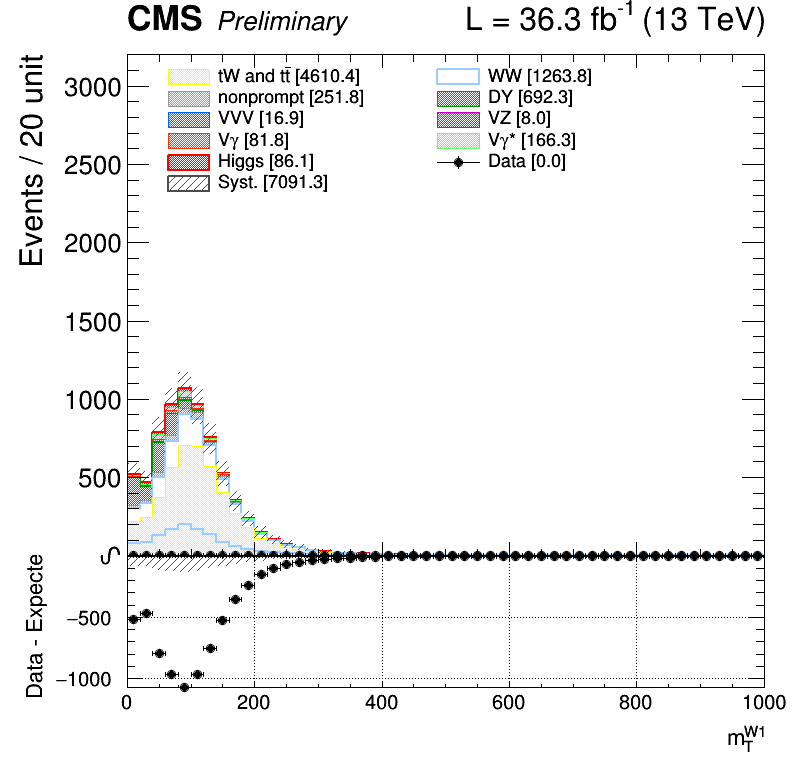 CMS Preliminary L = 36.3 fb⁻¹ (13 TeV)
Events / 20 unit
3000
2500
2000
1500
1000
500
0
tW and tt̄ [4610.4]
nonprompt [251.8]
VVV [16.9]
Vγ [81.8]
Higgs [86.1]
Syst. [7091.3]
WW [1263.8]
DY [692.3]
VZ [8.0]
Vγ* [166.3]
Data [0.0]
Data - Expecte
0
−500
−1000
0 200 400 600 800 1000
m_T^W1